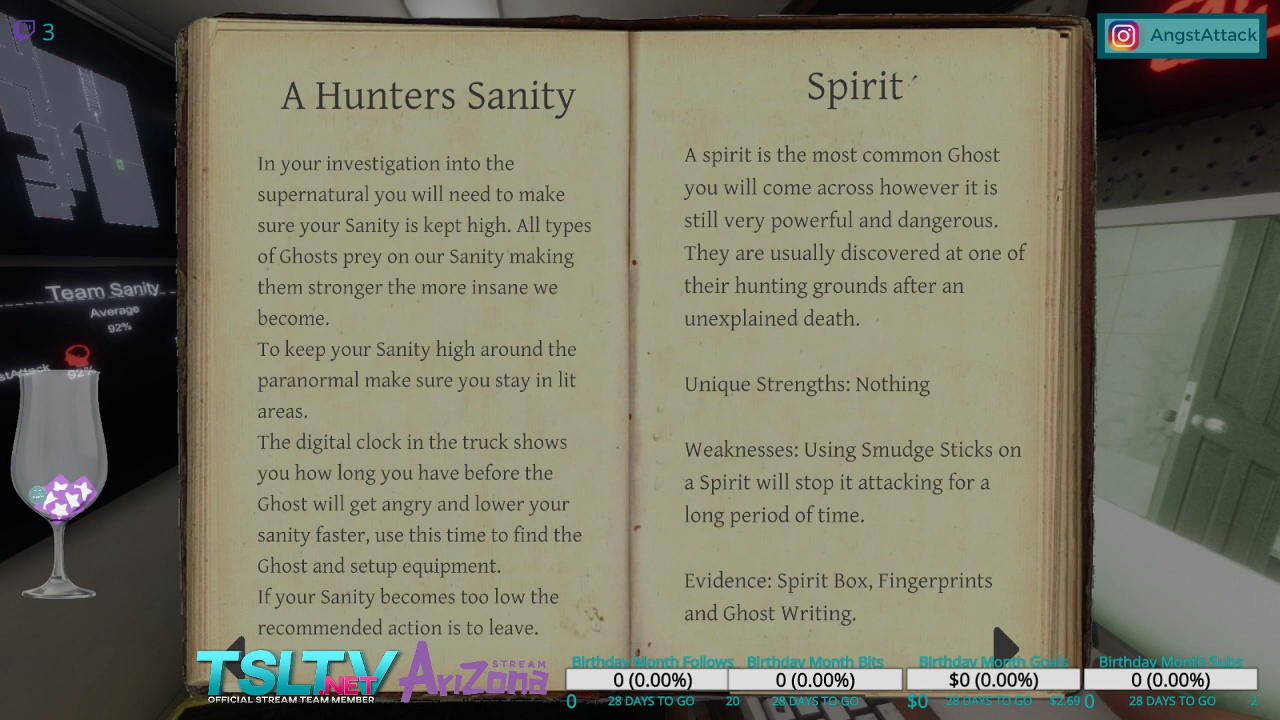 3
AngstAttack
A Hunters Sanity
In your investigation into the
supernatural you will need to make
sure your Sanity is kept high. All types
of Ghosts prey on our Sanity making
them stronger the more insane we
become.
To keep your Sanity high around the
paranormal make sure you stay in lit
areas.
The digital clock in the truck shows
you how long you have before the
Ghost will get angry and lower your
sanity faster, use this time to find the
Ghost and setup equipment.
If your Sanity becomes too low the
recommended action is to leave.
Spirit
A spirit is the most common Ghost
you will come across however it is
still very powerful and dangerous.
They are usually discovered at one of
their hunting grounds after an
unexplained death.
Unique Strengths: Nothing
Weaknesses: Using Smudge Sticks on
a Spirit will stop it attacking for a
long period of time.
Evidence: Spirit Box, Fingerprints
and Ghost Writing.
Team Sanity
Average
92%
stAttack
92%
TSLTV
.NET
OFFICIAL STREAM TEAM MEMBER
STREAM
Arizona
Birthday Month Follows
0 (0.00%)
0 28 DAYS TO GO 20
Birthday Month Bits
0 (0.00%)
28 DAYS TO GO
Birthday Month Goals
$0 (0.00%)
$0 28 DAYS TO GO $2.69
Birthday Month Subs
0 (0.00%)
0 28 DAYS TO GO 2